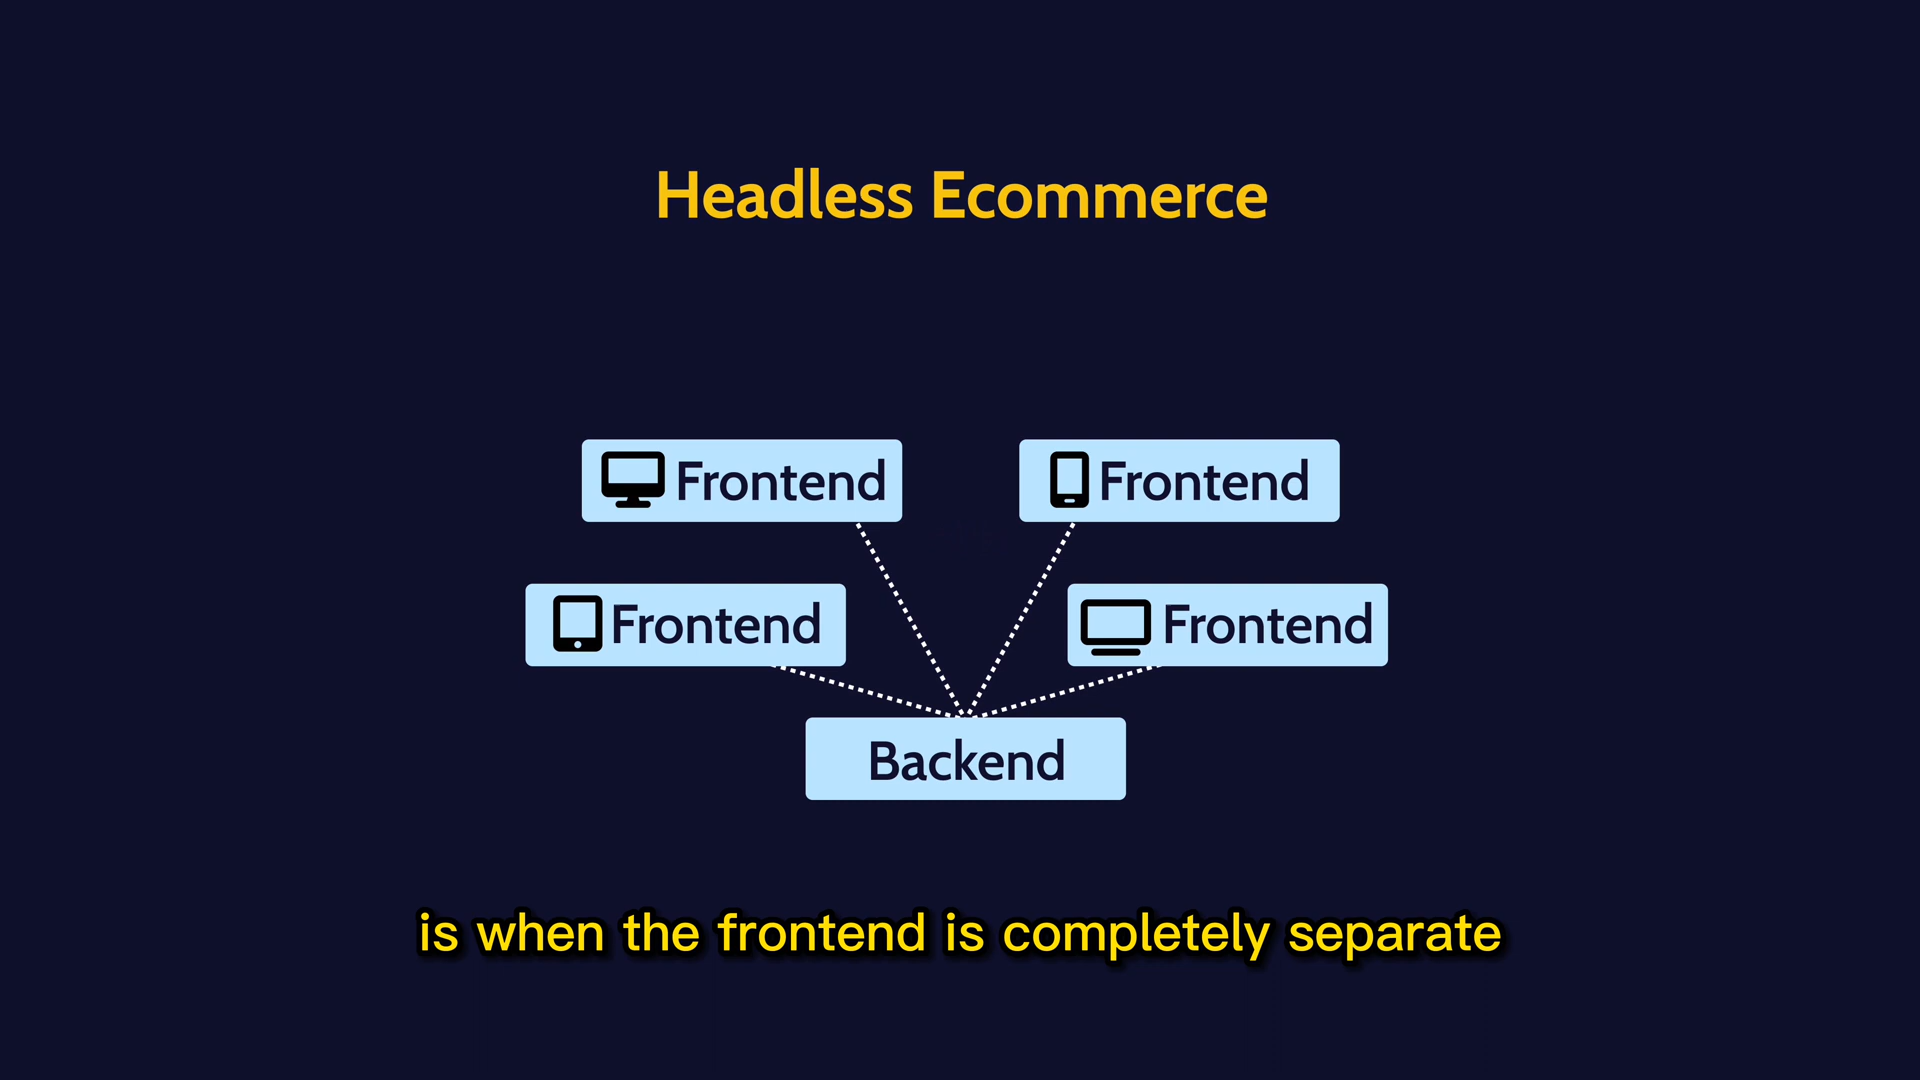 Headless Ecommerce
Frontend
Frontend
Frontend
Frontend
Backend
is when the frontend is completely separate